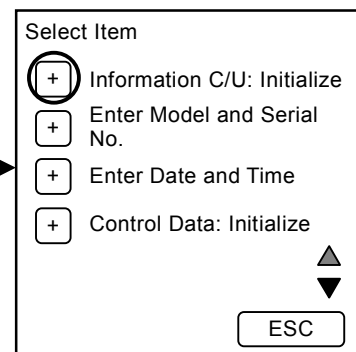 Select Item
+ Information C/U: Initialize
+ Enter Model and Serial
No.
+ Enter Date and Time
+ Control Data: Initialize
ESC